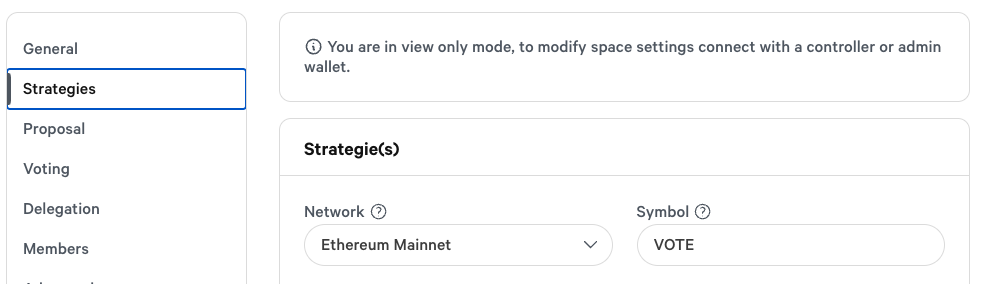 General
Strategies
Proposal
Voting
Delegation
Members
You are in view only mode, to modify space settings connect with a controller or admin
wallet.
Strategie(s)
Network
Symbol
Ethereum Mainnet
VOTE